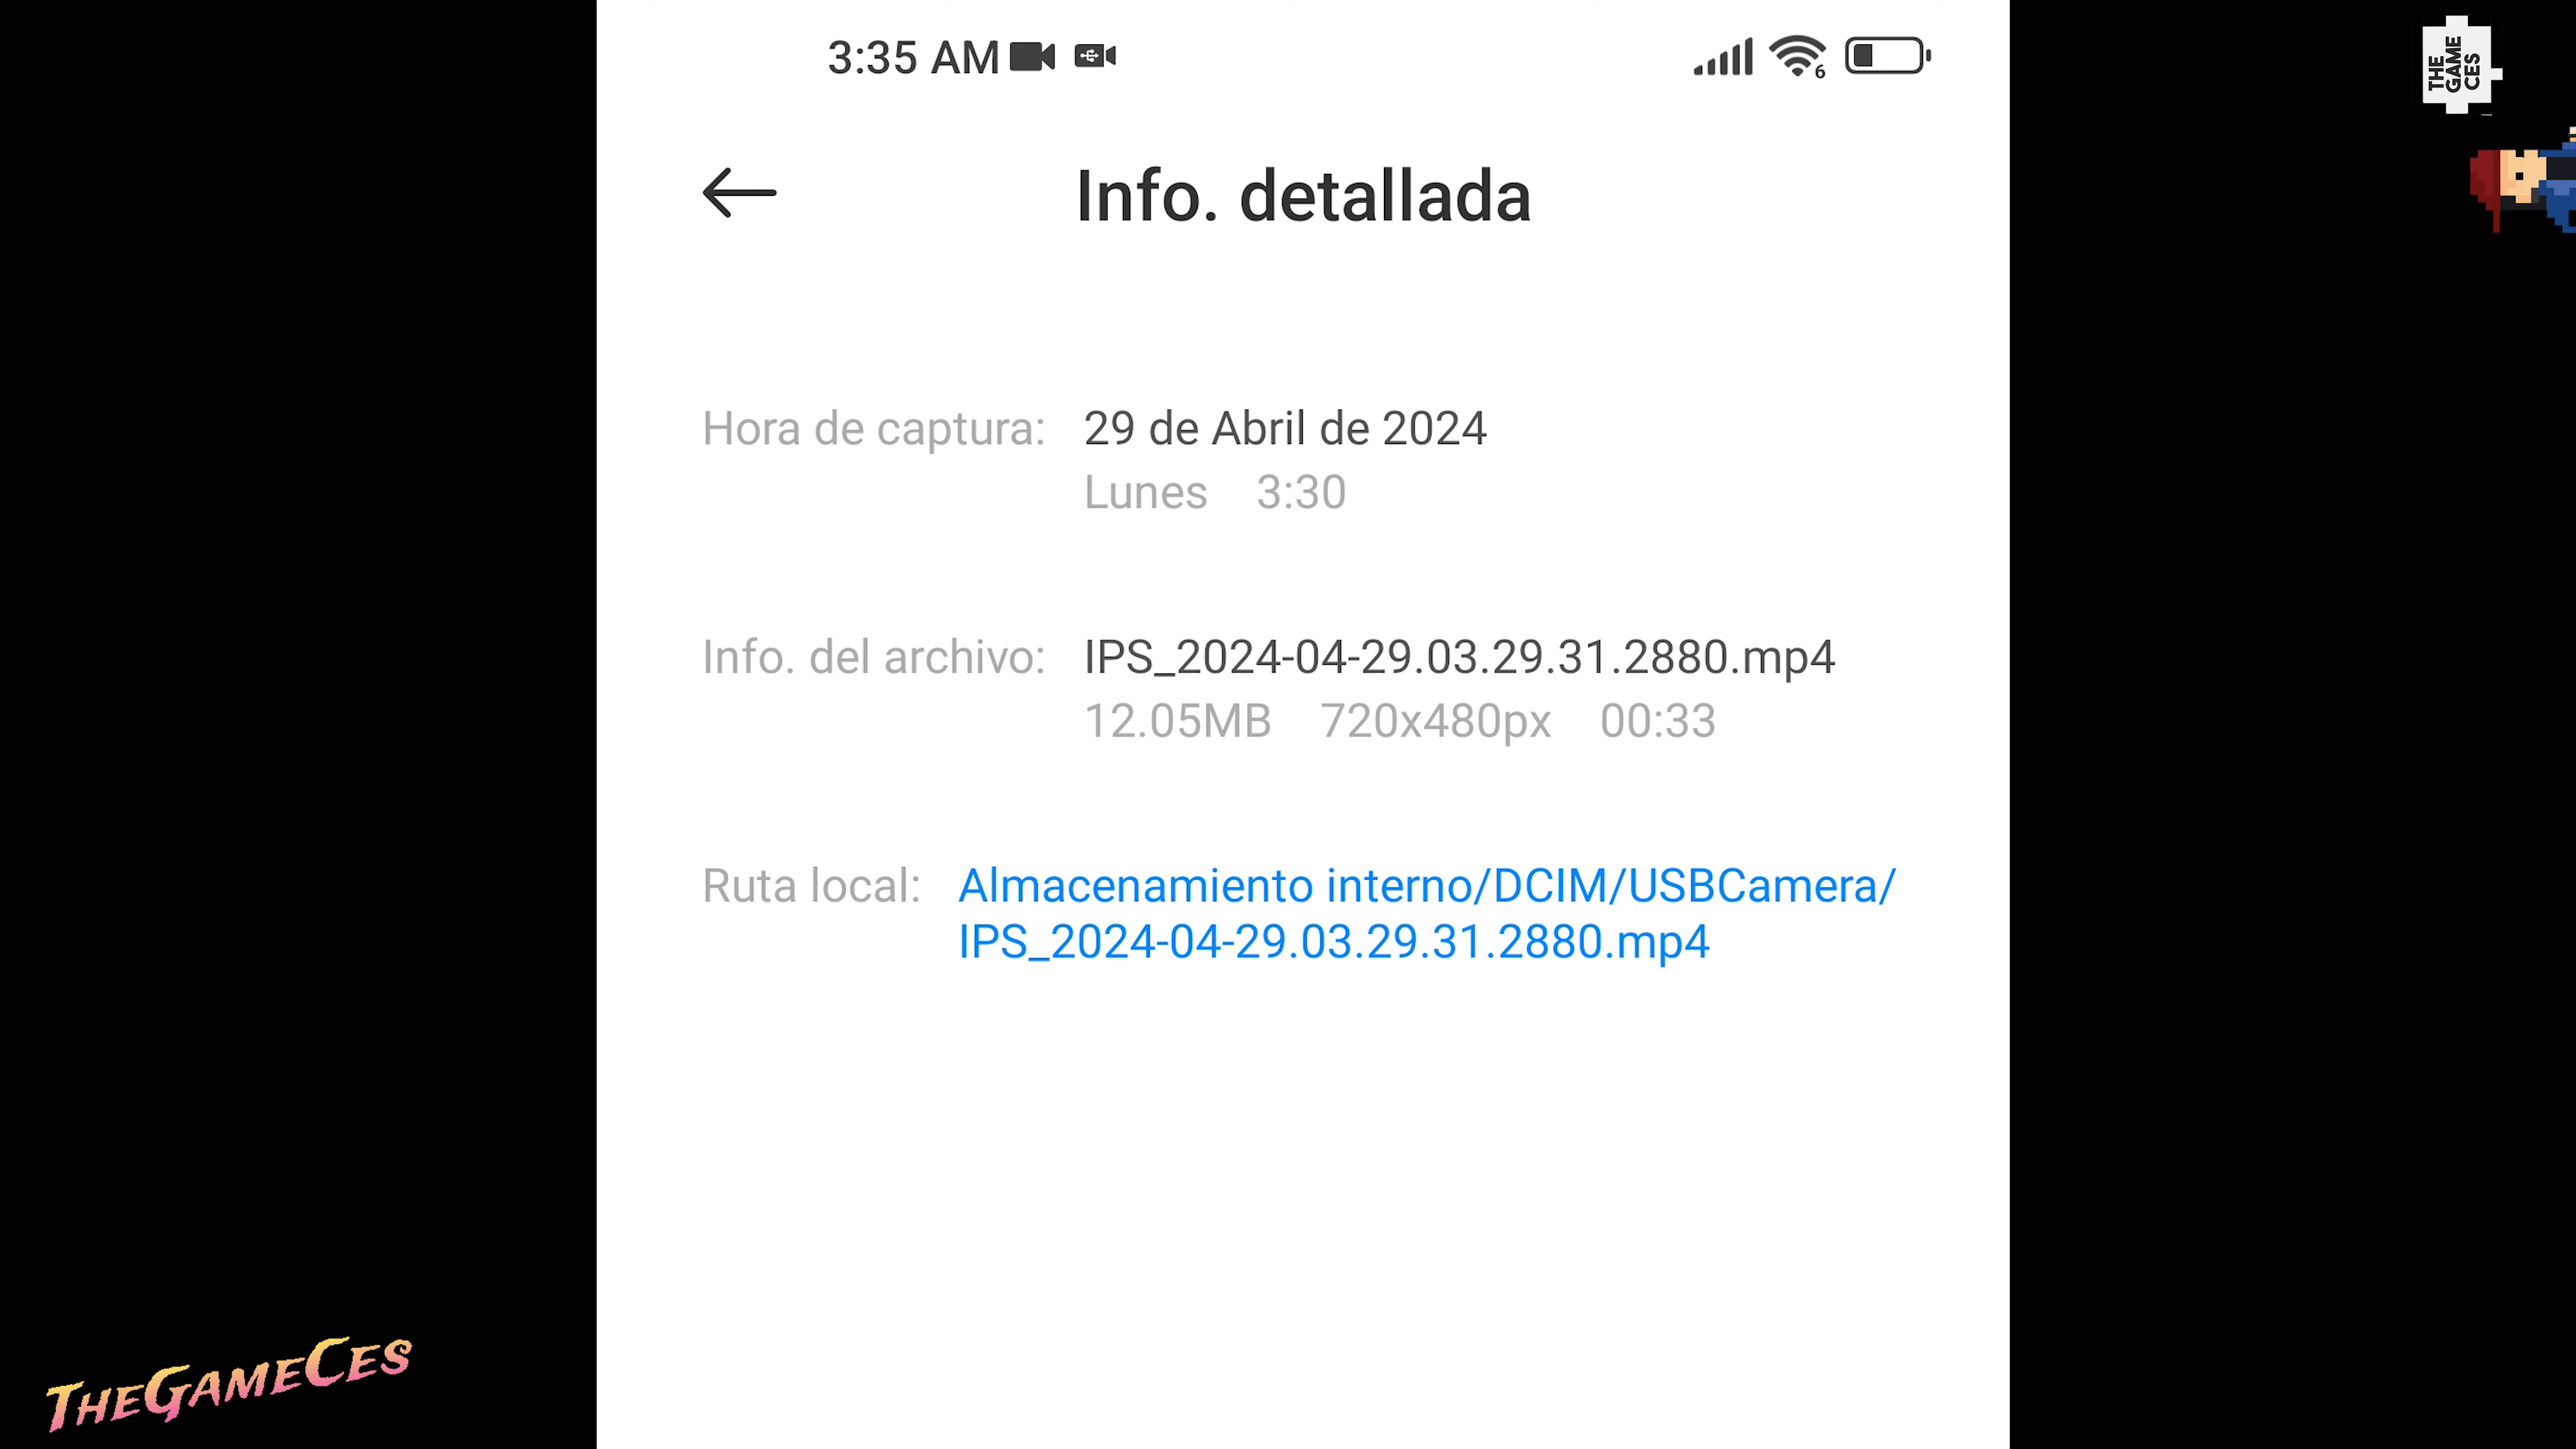 3:35 AM
6
THE
GAME
CES
Info. detallada
Hora de captura: 29 de Abril de 2024
Lunes 3:30
Info. del archivo: IPS_2024-04-29.03.29.31.2880.mp4
12.05MB 720x480px 00:33
Ruta local: Almacenamiento interno/DCIM/USBCamera/
IPS_2024-04-29.03.29.31.2880.mp4
THEGAMECES